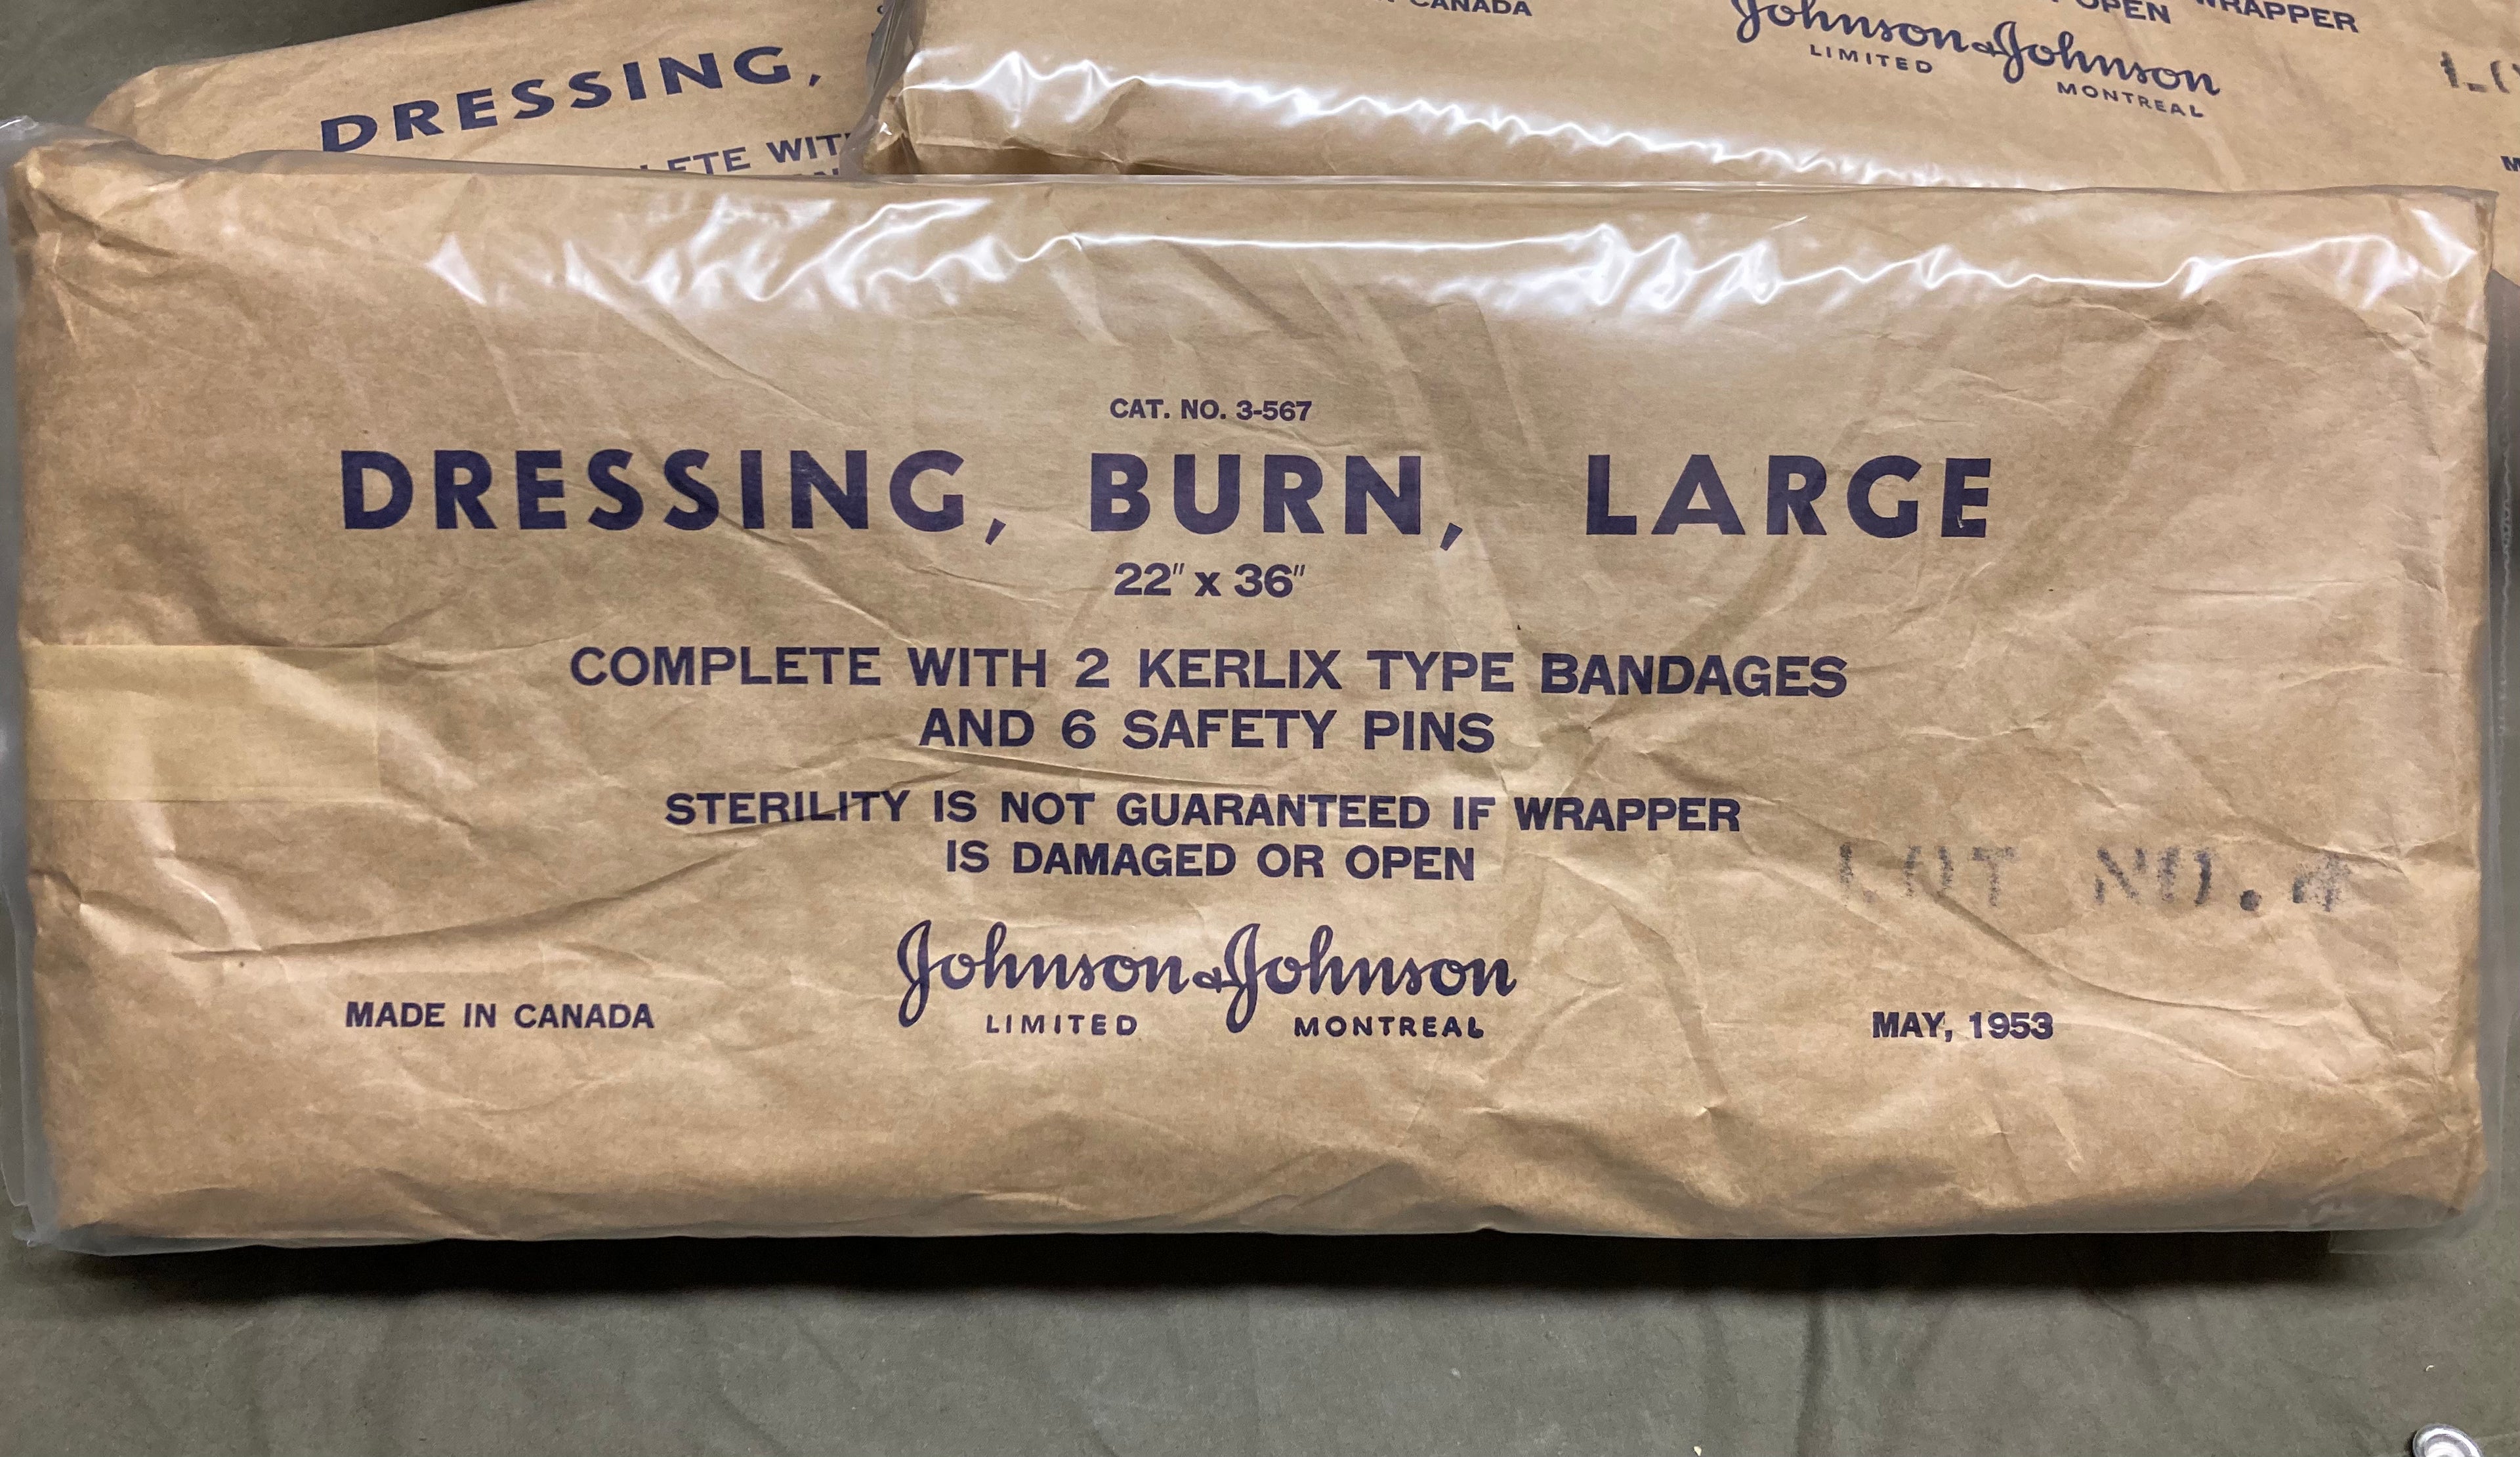 DRESSING,
WITH
CANADA
OPEN WRAPPER
Johnson & Johnson
LIMITED MONTREAL
CAT. NO. 3-567
DRESSING, BURN, LARGE
22" x 36"
COMPLETE WITH 2 KERLIX TYPE BANDAGES
AND 6 SAFETY PINS
STERILITY IS NOT GUARANTEED IF WRAPPER
IS DAMAGED OR OPEN
LOT NO. 4
Johnson & Johnson
LIMITED MONTREAL
MADE IN CANADA
MAY, 1953